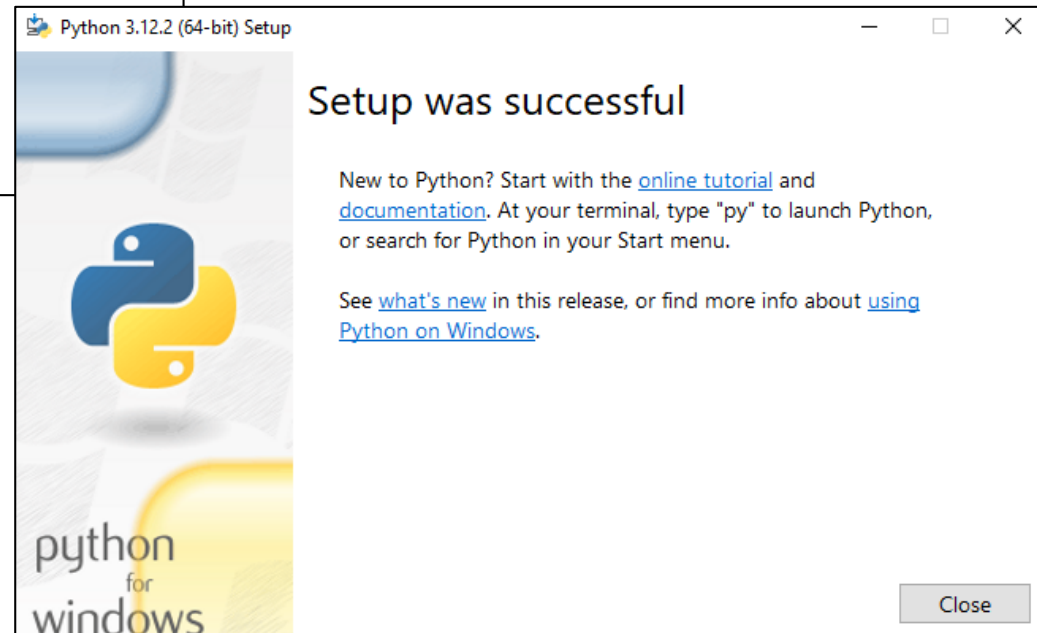 Python 3.12.2 (64-bit) Setup
Setup was successful
New to Python? Start with the online tutorial and
documentation. At your terminal, type "py" to launch Python,
or search for Python in your Start menu.
See what's new in this release, or find more info about using
Python on Windows.
python
for
windows
Close